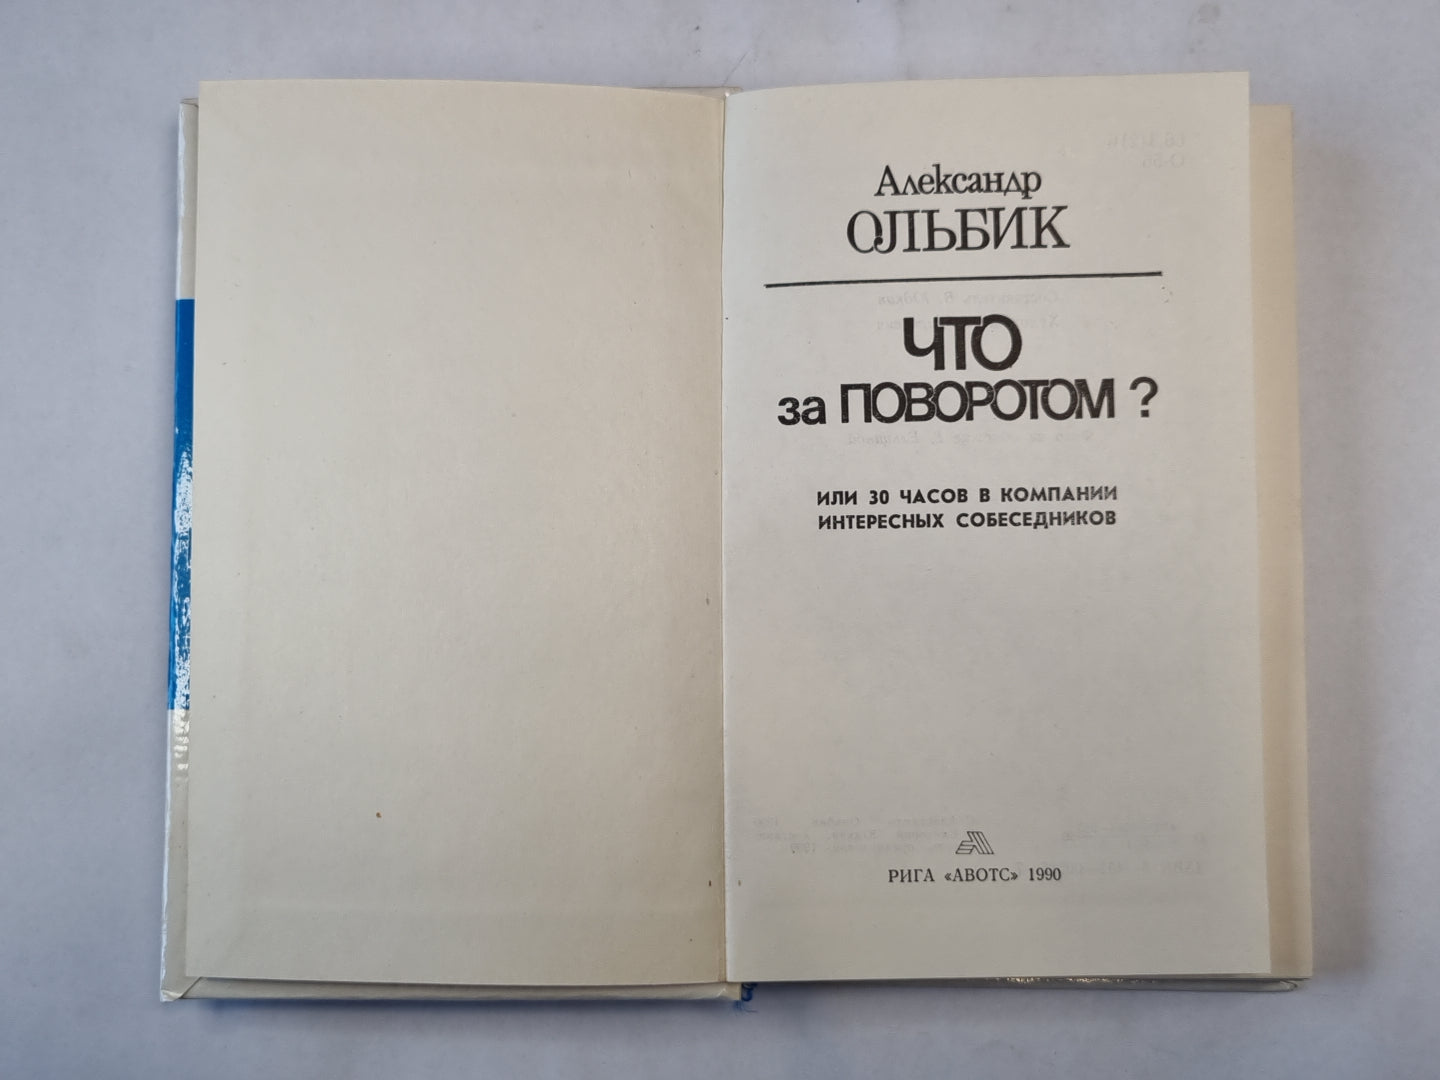 Александр
ОЛЬБИК
ЧТО
за ПОВОРОТОМ ?
ИЛИ 30 ЧАСОВ В КОМПАНИИ
ИНТЕРЕСНЫХ СОБЕСЕДНИКОВ
РИГА «АВОТС» 1990